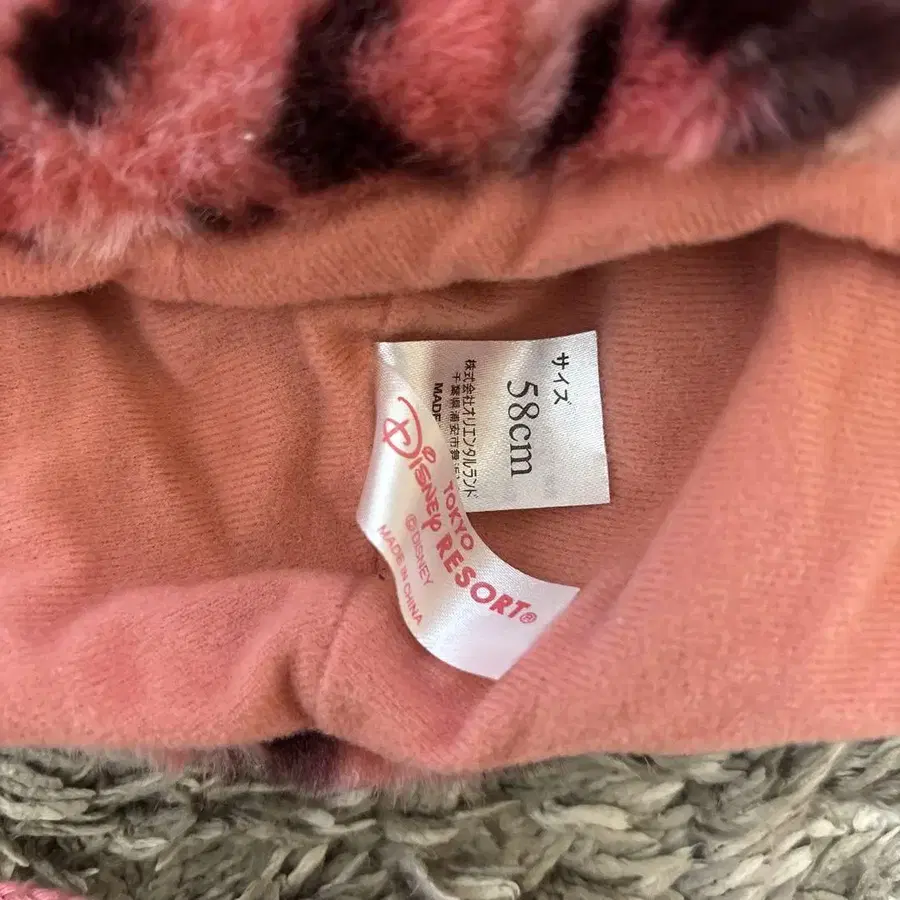 サイズ
58cm
株式会社オリエンタルランド
千葉県浦安市舞
MADE
TOKYO
Disney RESORT®
©DISNEY
MADE IN CHINA